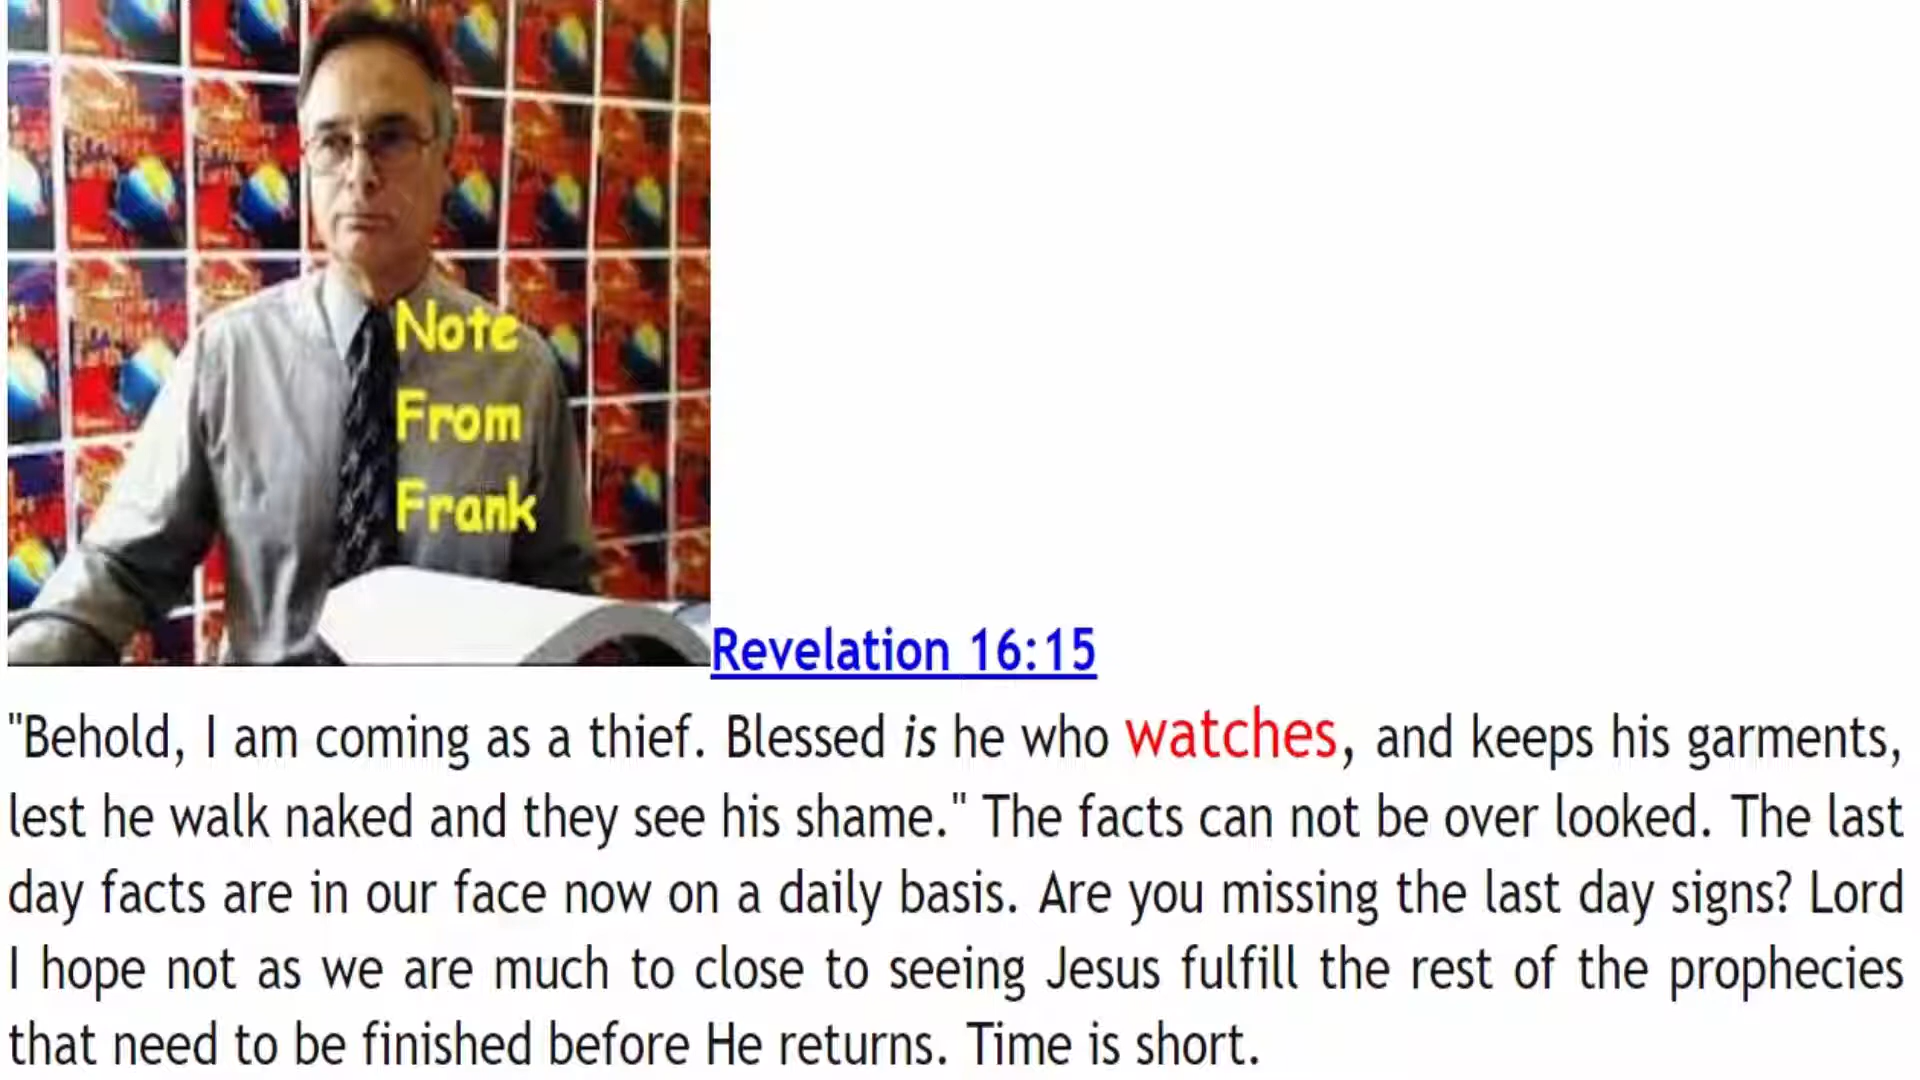 Note
From
Frank
Revelation 16:15
"Behold, I am coming as a thief. Blessed is he who watches, and keeps his garments,
lest he walk naked and they see his shame." The facts can not be over looked. The last
day facts are in our face now on a daily basis. Are you missing the last day signs? Lord
I hope not as we are much to close to seeing Jesus fulfill the rest of the prophecies
that need to be finished before He returns. Time is short.